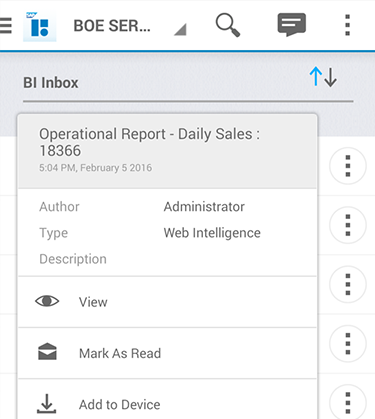 SAP
BOE SER...
BI Inbox
Operational Report - Daily Sales :
18366
5:04 PM, February 5 2016
Author Administrator
Type Web Intelligence
Description
View
Mark As Read
Add to Device